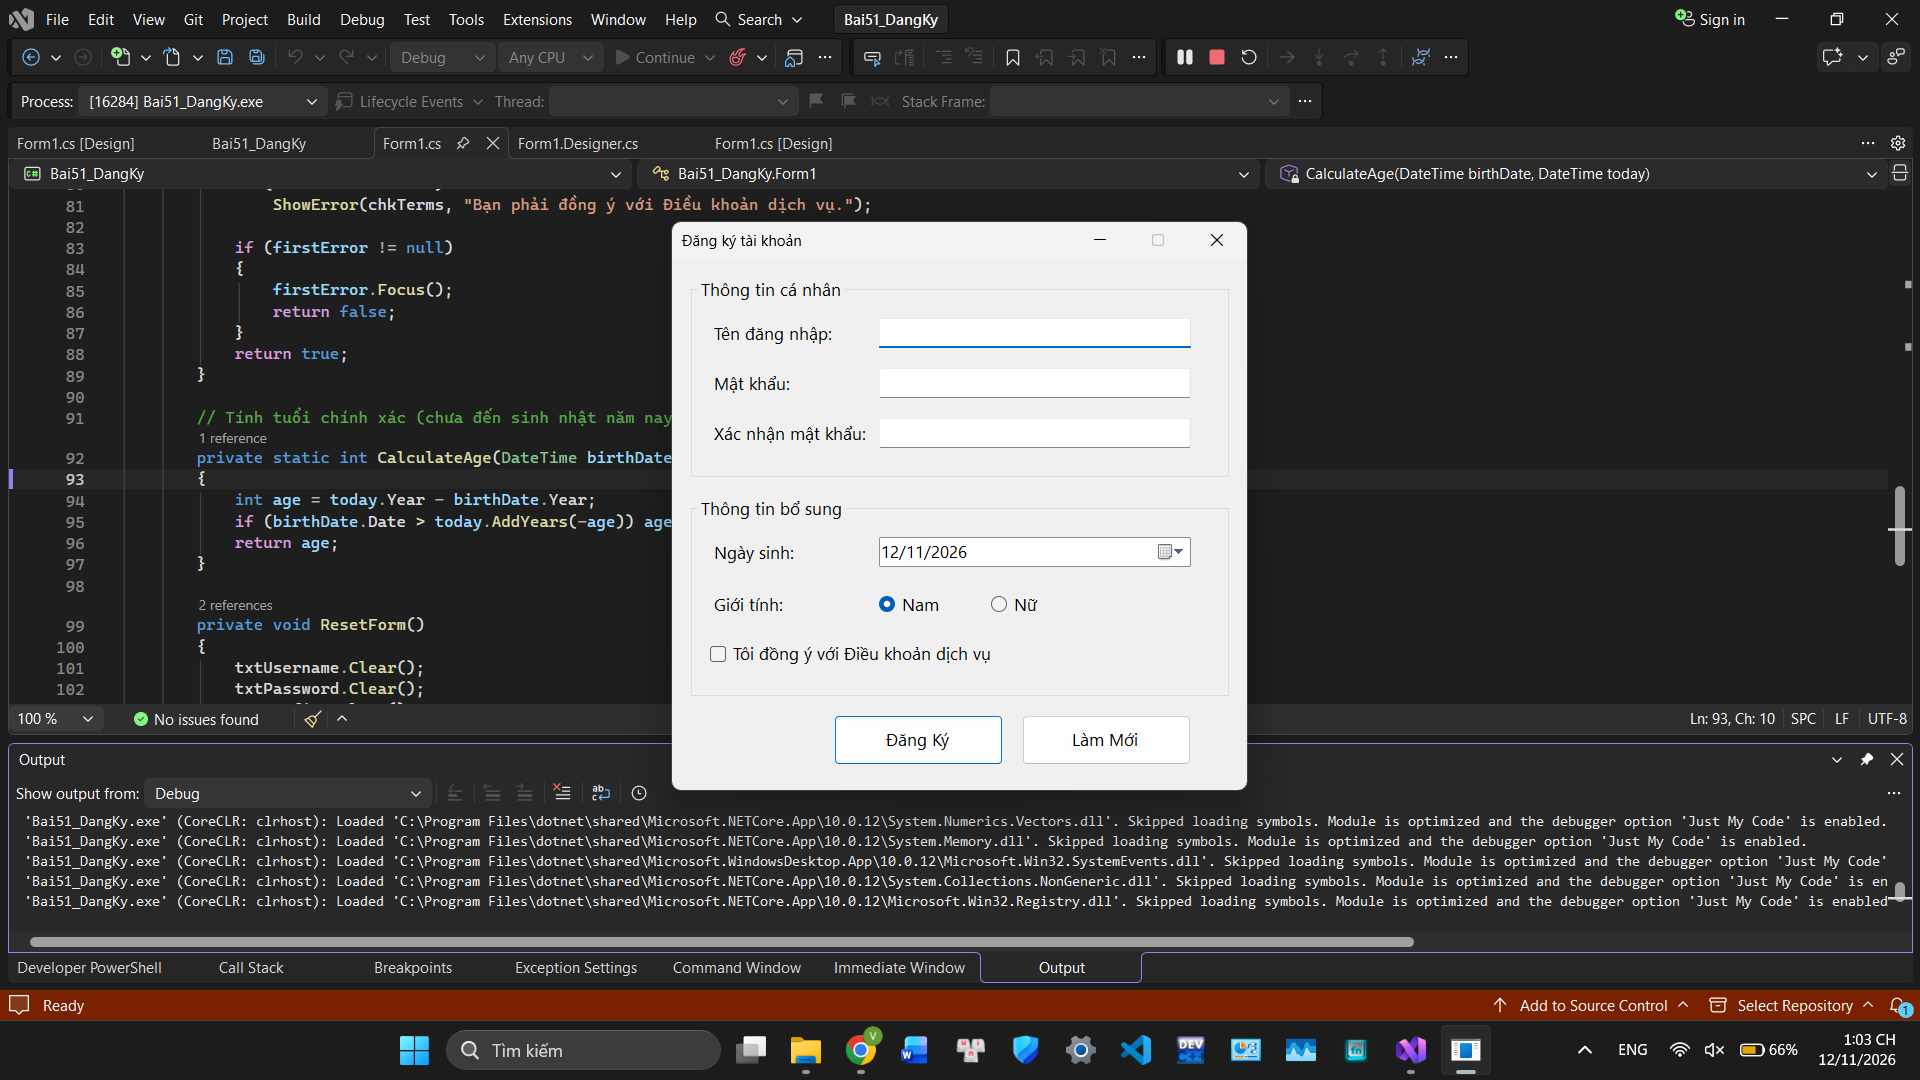 File Edit View Git Project Build Debug Test Tools Extensions Window Help Search Bai51_DangKy Sign in
Debug Any CPU Continue
Process: [16284] Bai51_DangKy.exe Lifecycle Events Thread: Stack Frame:
Form1.cs [Design] Bai51_DangKy Form1.cs Form1.Designer.cs Form1.cs [Design]
Bai51_DangKy Bai51_DangKy.Form1 CalculateAge(DateTime birthDate, DateTime today)
81 ShowError(chkTerms, "Bạn phải đồng ý với Điều khoản dịch vụ.");
82
83 if (firstError != null)
84 {
85 firstError.Focus();
86 return false;
87 }
88 return true;
89 }
90
91 // Tính tuổi chính xác (chưa đến sinh nhật năm nay
1 reference
92 private static int CalculateAge(DateTime birthDate
93 {
94 int age = today.Year - birthDate.Year;
95 if (birthDate.Date > today.AddYears(-age)) age
96 return age;
97 }
98
2 references
99 private void ResetForm()
100 {
101 txtUsername.Clear();
102 txtPassword.Clear();
100 % No issues found Ln: 93, Ch: 10 SPC LF UTF-8
Đăng ký tài khoản
Thông tin cá nhân
Tên đăng nhập:
Mật khẩu:
Xác nhận mật khẩu:
Thông tin bổ sung
Ngày sinh: 12/11/2026
Giới tính: Nam Nữ
Tôi đồng ý với Điều khoản dịch vụ
Đăng Ký Làm Mới
Output
Show output from: Debug
'Bai51_DangKy.exe' (CoreCLR: clrhost): Loaded 'C:\Program Files\dotnet\shared\Microsoft.NETCore.App\10.0.12\System.Numerics.Vectors.dll'. Skipped loading symbols. Module is optimized and the debugger option 'Just My Code' is enabled.
'Bai51_DangKy.exe' (CoreCLR: clrhost): Loaded 'C:\Program Files\dotnet\shared\Microsoft.NETCore.App\10.0.12\System.Memory.dll'. Skipped loading symbols. Module is optimized and the debugger option 'Just My Code' is enabled.
'Bai51_DangKy.exe' (CoreCLR: clrhost): Loaded 'C:\Program Files\dotnet\shared\Microsoft.WindowsDesktop.App\10.0.12\Microsoft.Win32.SystemEvents.dll'. Skipped loading symbols. Module is optimized and the debugger option 'Just My Code'
'Bai51_DangKy.exe' (CoreCLR: clrhost): Loaded 'C:\Program Files\dotnet\shared\Microsoft.NETCore.App\10.0.12\System.Collections.NonGeneric.dll'. Skipped loading symbols. Module is optimized and the debugger option 'Just My Code' is en
'Bai51_DangKy.exe' (CoreCLR: clrhost): Loaded 'C:\Program Files\dotnet\shared\Microsoft.NETCore.App\10.0.12\Microsoft.Win32.Registry.dll'. Skipped loading symbols. Module is optimized and the debugger option 'Just My Code' is enabled
Developer PowerShell Call Stack Breakpoints Exception Settings Command Window Immediate Window Output
Ready Add to Source Control Select Repository 1
Tìm kiếm V DEV ENG 66% 1:03 CH
12/11/2026